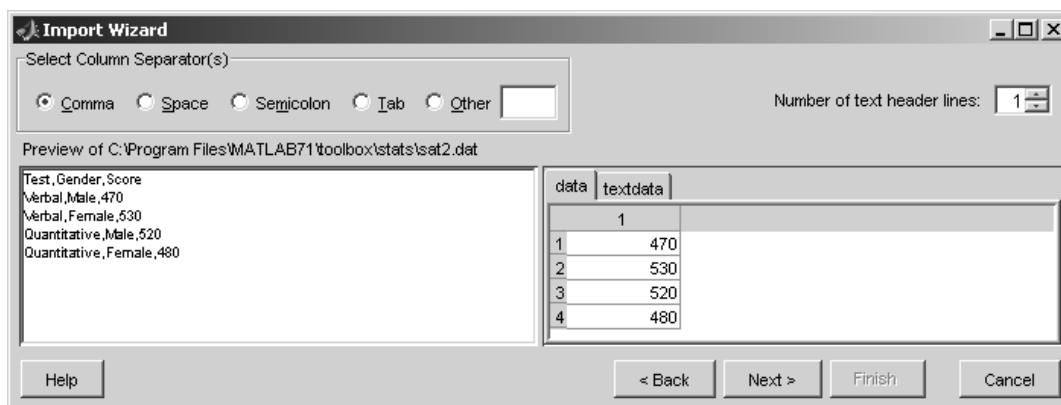 Import Wizard
Select Column Separator(s)
Comma Space Semicolon Tab Other
Number of text header lines: 1
Preview of C:\Program Files\MATLAB71\toolbox\stats\sat2.dat
Test,Gender,Score
Verbal,Male,470
Verbal,Female,530
Quantitative,Male,520
Quantitative,Female,480
data textdata
1
1 470
2 530
3 520
4 480
Help < Back Next > Finish Cancel